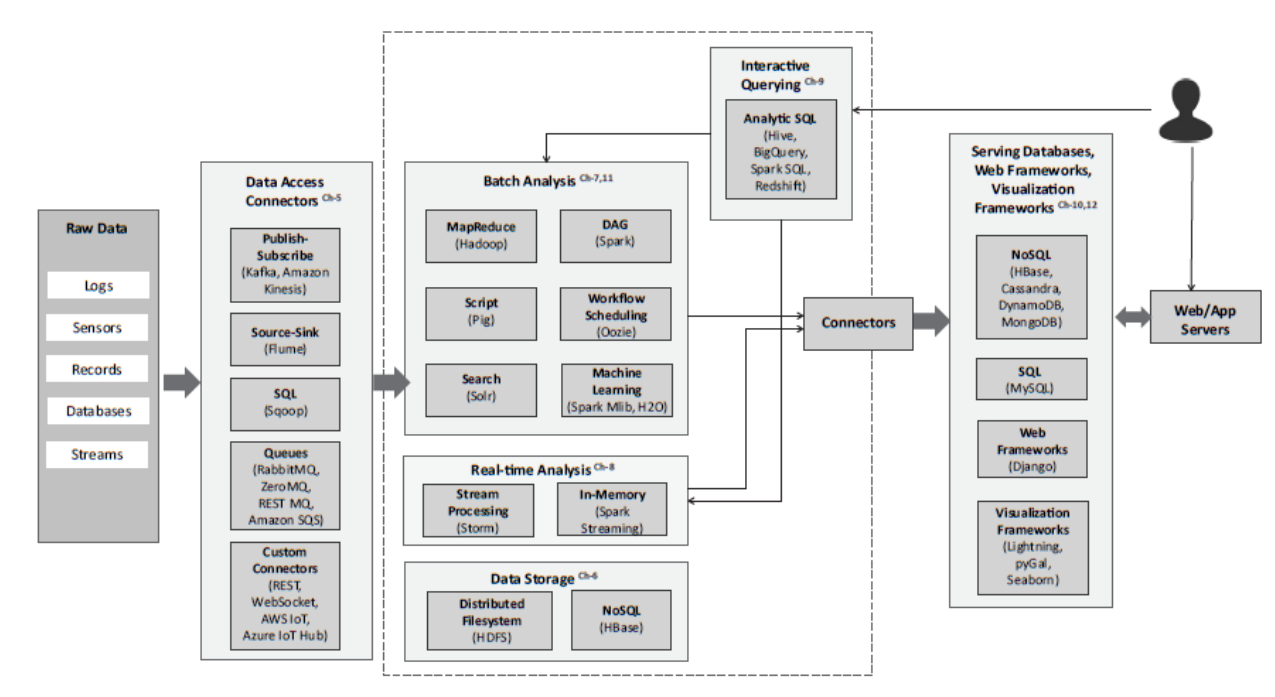 Raw Data
Logs
Sensors
Records
Databases
Streams
Data Access
Connectors Ch-5
Publish-
Subscribe
(Kafka, Amazon
Kinesis)
Source-Sink
(Flume)
SQL
(Sqoop)
Queues
(RabbitMQ,
ZeroMQ,
REST MQ,
Amazon SQS)
Custom
Connectors
(REST,
WebSocket,
AWS IoT,
Azure IoT Hub)
Batch Analysis Ch-7,11
MapReduce
(Hadoop)
DAG
(Spark)
Script
(Pig)
Workflow
Scheduling
(Oozie)
Search
(Solr)
Machine
Learning
(Spark Mlib, H2O)
Real-time Analysis Ch-8
Stream
Processing
(Storm)
In-Memory
(Spark
Streaming)
Data Storage Ch-6
Distributed
Filesystem
(HDFS)
NoSQL
(HBase)
Interactive
Querying Ch-9
Analytic SQL
(Hive,
BigQuery,
Spark SQL,
Redshift)
Connectors
Serving Databases,
Web Frameworks,
Visualization
Frameworks Ch-10,12
NoSQL
(HBase,
Cassandra,
DynamoDB,
MongoDB)
SQL
(MySQL)
Web
Frameworks
(Django)
Visualization
Frameworks
(Lightning,
pyGal,
Seaborn)
Web/App
Servers